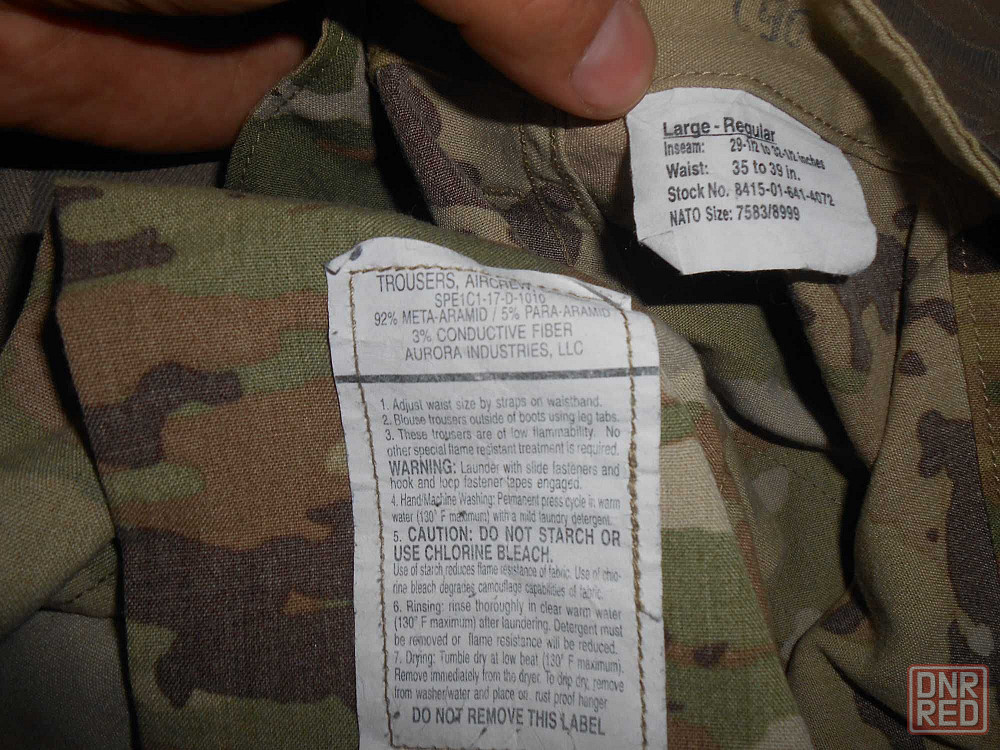 Large - Regular
Inseam: 29-1/2 to 32-1/2 inches
Waist: 35 to 39 in.
Stock No. 8415-01-641-4072
NATO Size: 7583/8999
TROUSERS, AIRCREW,
SPE1C1-17-D-1010
92% META-ARAMID / 5% PARA-ARAMID
3% CONDUCTIVE FIBER
AURORA INDUSTRIES, LLC
1. Adjust waist size by straps on waistband.
2. Blouse trousers outside of boots using leg tabs.
3. These trousers are of low flammability. No
other special flame resistant treatment is required.
WARNING: Launder with slide fasteners and
hook and loop fastener tapes engaged.
4. Hand/Machine Washing: Permanent press cycle in warm
water (130° F maximum) with a mild laundry detergent.
5. CAUTION: DO NOT STARCH OR
USE CHLORINE BLEACH.
Use of starch reduces flame resistance of fabric. Use of chlo-
rine bleach degrades camouflage capabilities of fabric.
6. Rinsing: rinse thoroughly in clear warm water
(130° F maximum) after laundering. Detergent must
be removed or flame resistance will be reduced.
7. Drying: Tumble dry at low heat (130° F maximum).
Remove immediately from the dryer. To drip dry, remove
from washer/water and place on rust proof hanger
DO NOT REMOVE THIS LABEL
DNR
RED